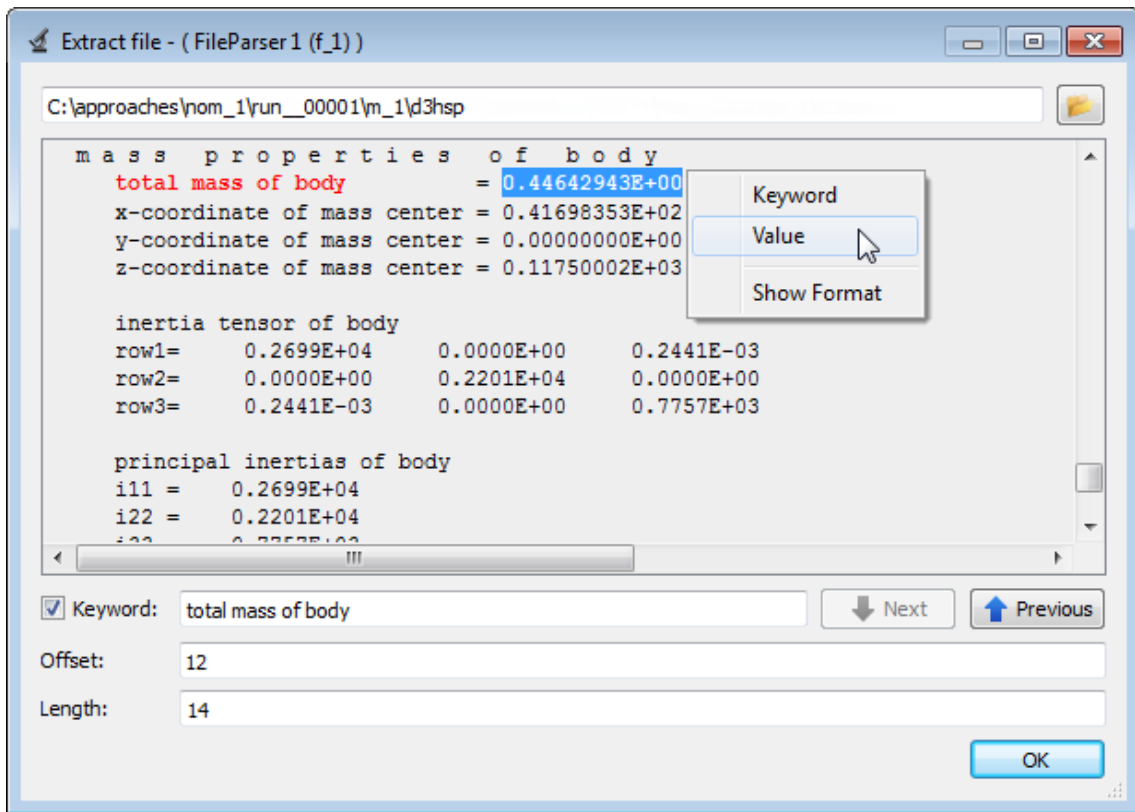 Extract file - ( FileParser 1 (f_1) )
C:\approaches\nom_1\run__00001\m_1\d3hsp
m a s s   p r o p e r t i e s   o f   b o d y
total mass of body            = 0.44642943E+00
x-coordinate of mass center = 0.41698353E+02
y-coordinate of mass center = 0.00000000E+00
z-coordinate of mass center = 0.11750002E+03
Keyword
Value
Show Format
inertia tensor of body
row1=     0.2699E+04     0.0000E+00     0.2441E-03
row2=     0.0000E+00     0.2201E+04     0.0000E+00
row3=     0.2441E-03     0.0000E+00     0.7757E+03
principal inertias of body
i11 =     0.2699E+04
i22 =     0.2201E+04
Keyword: total mass of body Next Previous
Offset: 12
Length: 14
OK